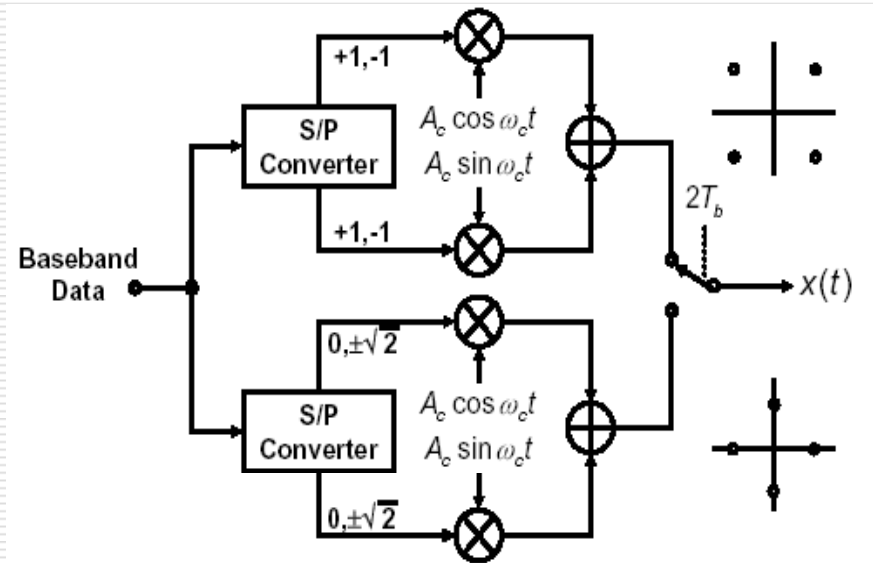 +1,-1
S/P
Converter
A_c cos ω_c t
A_c sin ω_c t
+1,-1
2T_b
Baseband
Data
x(t)
0,±√2
S/P
Converter
A_c cos ω_c t
A_c sin ω_c t
0,±√2